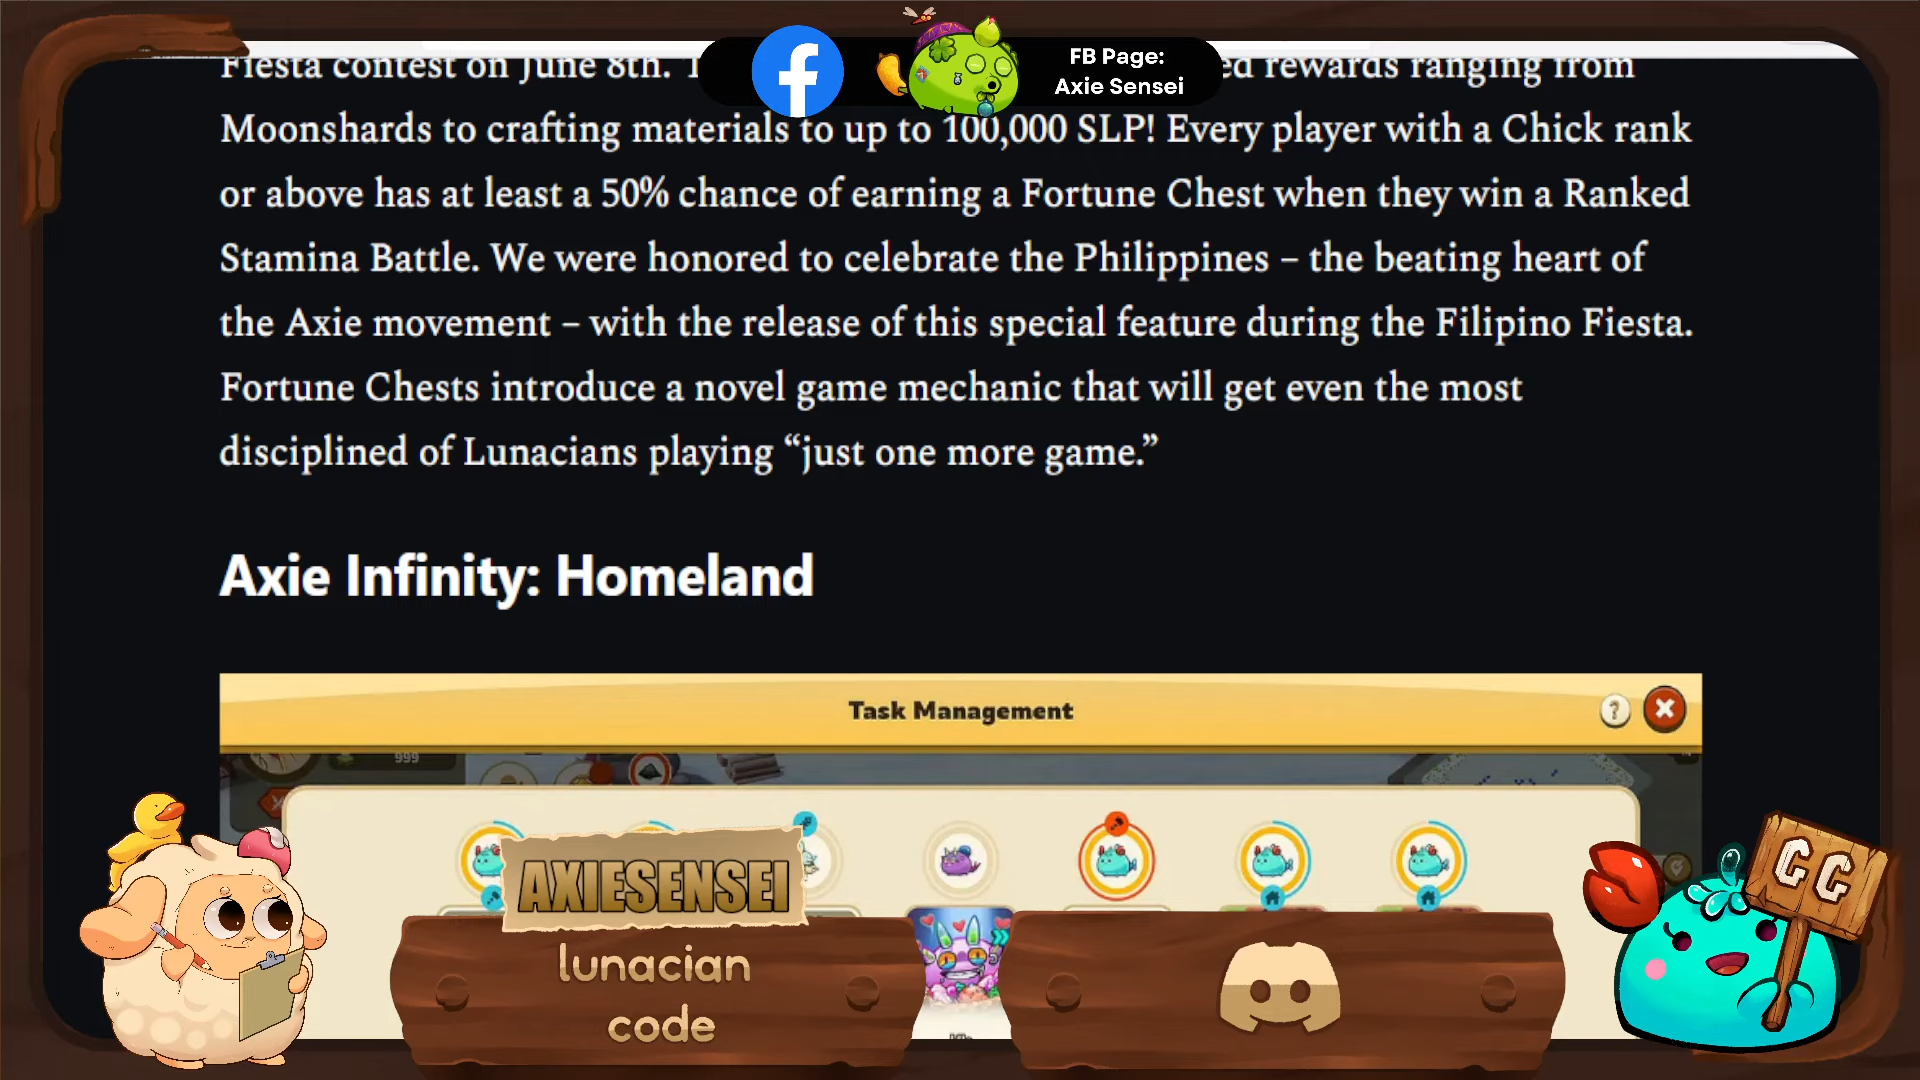 FB Page:
Axie Sensei
Fiesta contest on June 8th. ed rewards ranging from
Moonshards to crafting materials to up to 100,000 SLP! Every player with a Chick rank
or above has at least a 50% chance of earning a Fortune Chest when they win a Ranked
Stamina Battle. We were honored to celebrate the Philippines – the beating heart of
the Axie movement – with the release of this special feature during the Filipino Fiesta.
Fortune Chests introduce a novel game mechanic that will get even the most
disciplined of Lunacians playing “just one more game.”
Axie Infinity: Homeland
Task Management
?
999
AXIESENSEI
lunacian
code
CC